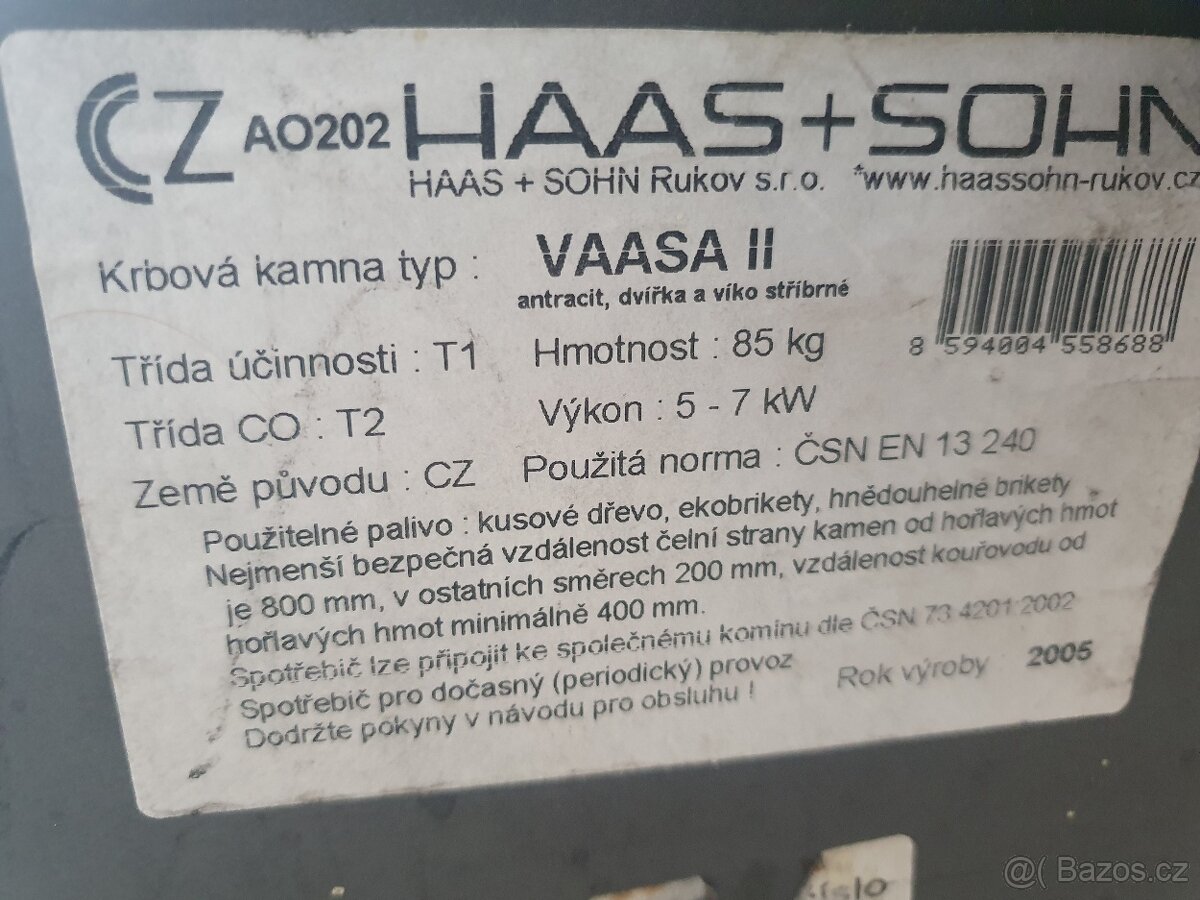 CZ AO202 HAAS+SOHN
HAAS + SOHN Rukov s.r.o. *www.haassohn-rukov.cz
Krbová kamna typ : VAASA II
antracit, dvířka a víko stříbrné
8 594004 558688
Třída účinnosti : T1 Hmotnost : 85 kg
Třída CO : T2 Výkon : 5 - 7 kW
Země původu : CZ Použitá norma : ČSN EN 13 240
Použitelné palivo : kusové dřevo, ekobrikety, hnědouhelné brikety
Nejmenší bezpečná vzdálenost čelní strany kamen od hořlavých hmot
je 800 mm, v ostatních směrech 200 mm, vzdálenost kouřovodu od
hořlavých hmot minimálně 400 mm.
Spotřebič lze připojit ke společnému komínu dle ČSN 73 4201:2002
Spotřebič pro dočasný (periodický) provoz Rok výroby 2005
Dodržte pokyny v návodu pro obsluhu !
@( Bazos.cz